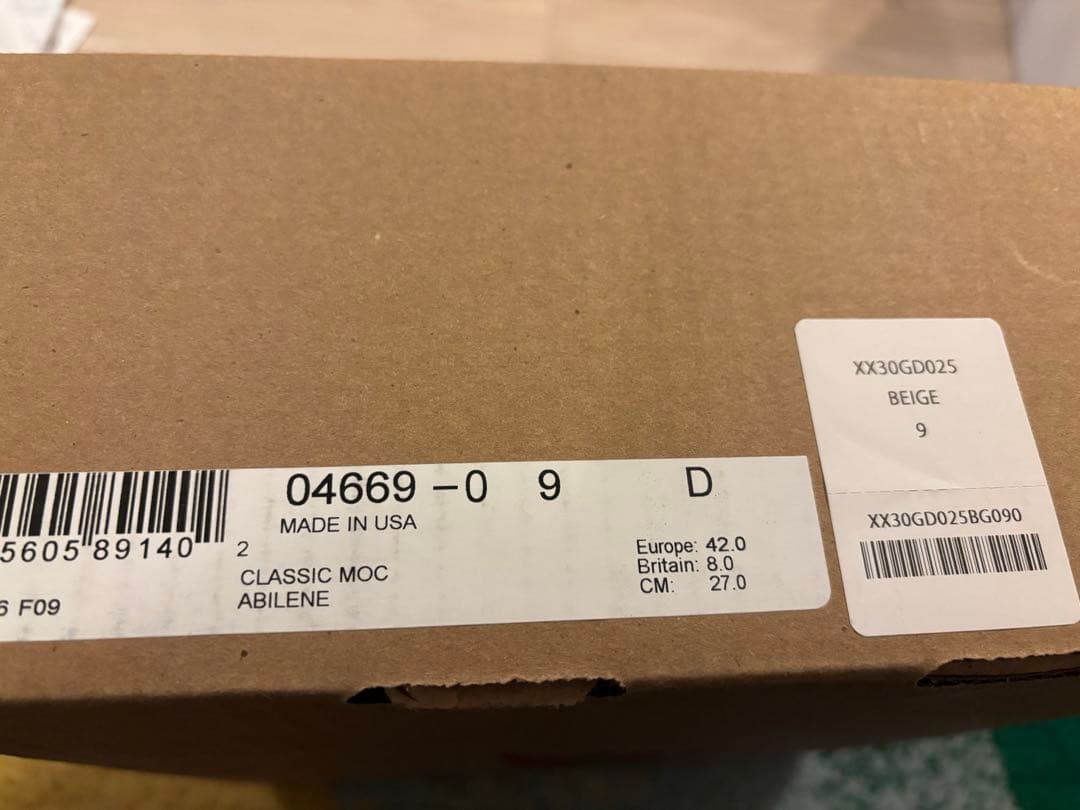 04669-0 9 D
MADE IN USA
5605 89140 2
CLASSIC MOC
ABILENE
6 F09
Europe: 42.0
Britain: 8.0
CM: 27.0
XX30GD025
BEIGE
9
XX30GD025BG090